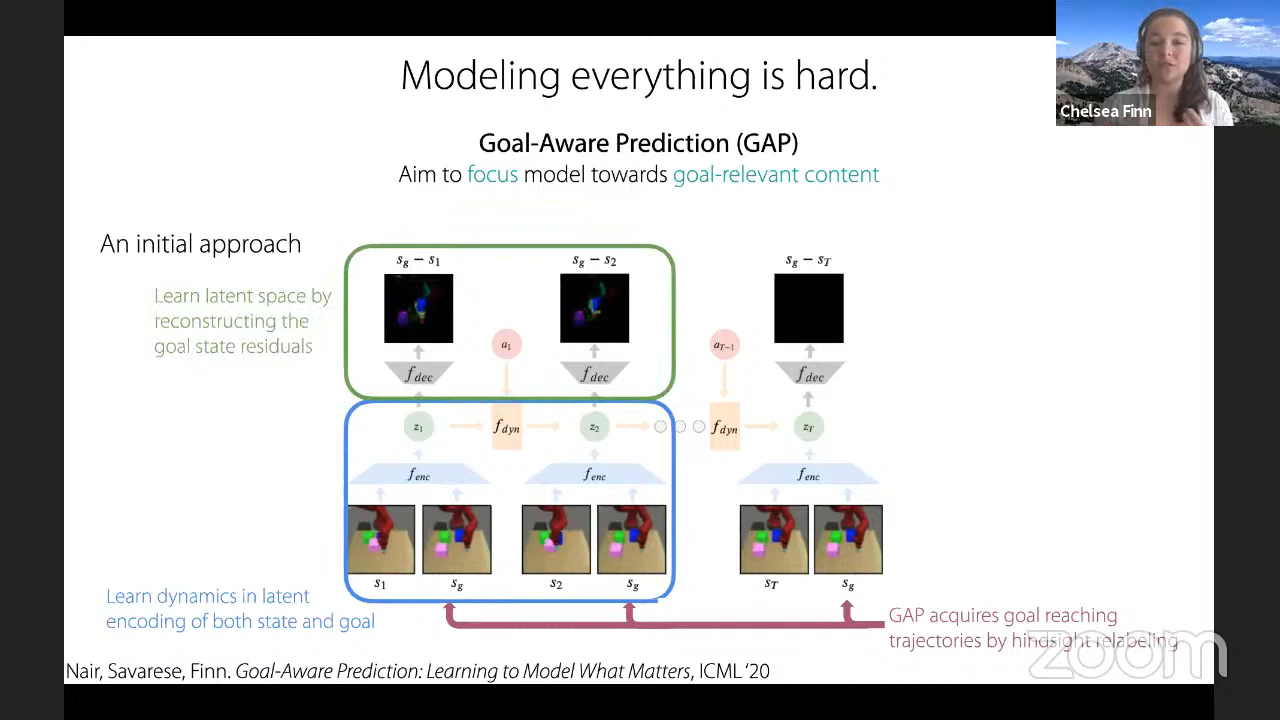 Modeling everything is hard.
Chelsea Finn
Goal-Aware Prediction (GAP)
Aim to focus model towards goal-relevant content
An initial approach
Learn latent space by
reconstructing the
goal state residuals
s_g − s_1
s_g − s_2
s_g − s_T
a_1
a_{T−1}
f_dec
f_dec
f_dec
z_1
f_dyn
z_2
f_dyn
z_T
f_enc
f_enc
f_enc
s_1
s_g
s_2
s_g
s_T
s_g
Learn dynamics in latent
encoding of both state and goal
GAP acquires goal reaching
trajectories by hindsight relabeling
zoom
Nair, Savarese, Finn. Goal-Aware Prediction: Learning to Model What Matters, ICML '20